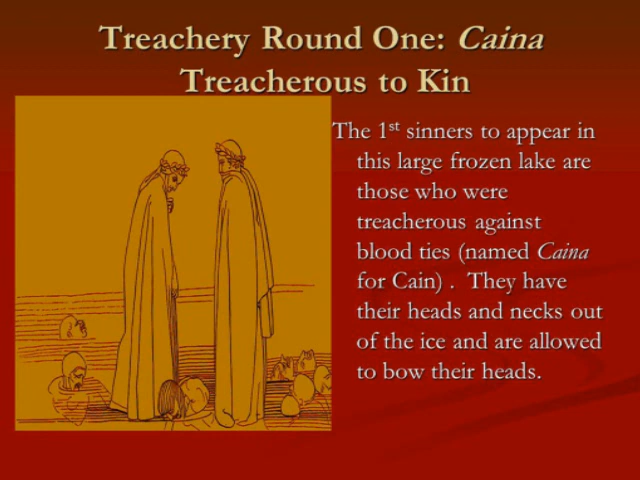 Treachery Round One: Caina
Treacherous to Kin
The 1st sinners to appear in
this large frozen lake are
those who were
treacherous against
blood ties (named Caina
for Cain) . They have
their heads and necks out
of the ice and are allowed
to bow their heads.